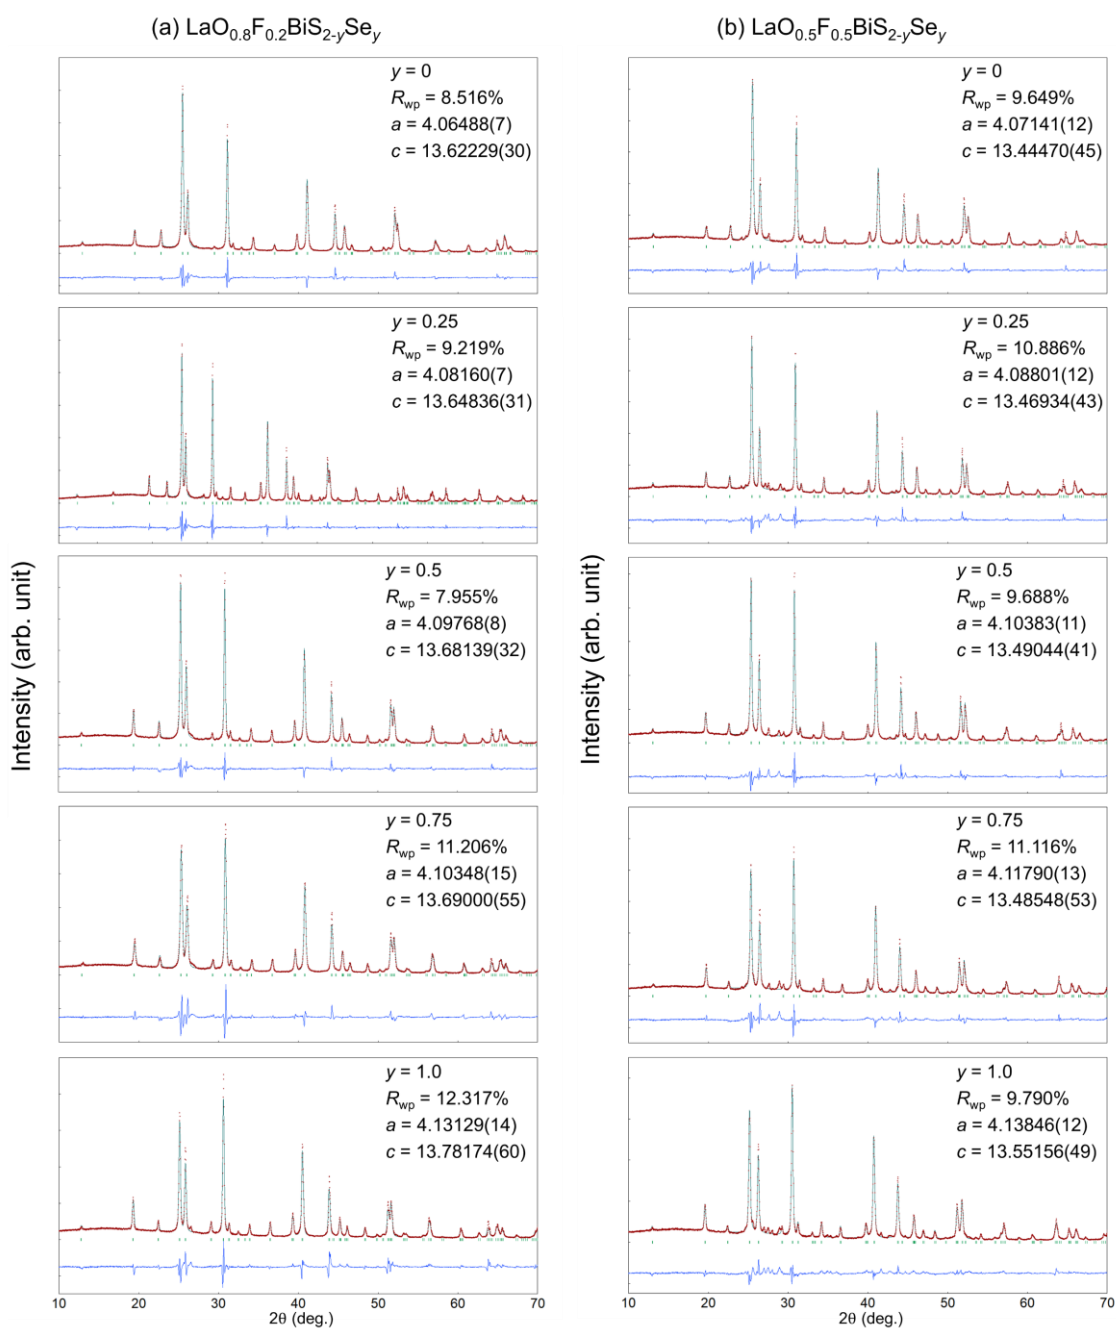 (a) LaO0.8F0.2BiS2-ySey
y = 0
Rwp = 8.516%
a = 4.06488(7)
c = 13.62229(30)
y = 0.25
Rwp = 9.219%
a = 4.08160(7)
c = 13.64836(31)
y = 0.5
Rwp = 7.955%
a = 4.09768(8)
c = 13.68139(32)
y = 0.75
Rwp = 11.206%
a = 4.10348(15)
c = 13.69000(55)
y = 1.0
Rwp = 12.317%
a = 4.13129(14)
c = 13.78174(60)
Intensity (arb. unit)
10 20 30 40 50 60 70
2θ (deg.)
(b) LaO0.5F0.5BiS2-ySey
y = 0
Rwp = 9.649%
a = 4.07141(12)
c = 13.44470(45)
y = 0.25
Rwp = 10.886%
a = 4.08801(12)
c = 13.46934(43)
y = 0.5
Rwp = 9.688%
a = 4.10383(11)
c = 13.49044(41)
y = 0.75
Rwp = 11.116%
a = 4.11790(13)
c = 13.48548(53)
y = 1.0
Rwp = 9.790%
a = 4.13846(12)
c = 13.55156(49)
Intensity (arb. unit)
10 20 30 40 50 60 70
2θ (deg.)